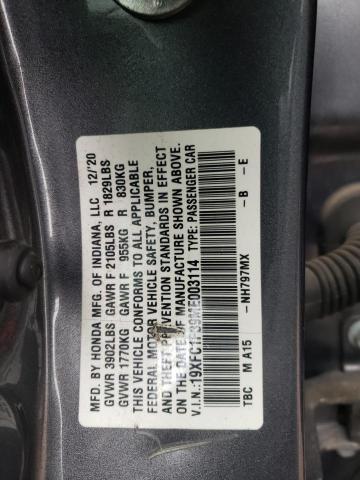 MFD. BY HONDA MFG. OF INDIANA, LLC 12/'20
GVWR 3902LBS GAWR F 2105LBS R 1829LBS
GVWR 1770KG GAWR F 955KG R 830KG
THIS VEHICLE CONFORMS TO ALL APPLICABLE
FEDERAL MOTOR VEHICLE SAFETY, BUMPER,
AND THEFT PREVENTION STANDARDS IN EFFECT
ON THE DATE OF MANUFACTURE SHOWN ABOVE.
V.I.N.: TYPE: PASSENGER CAR
TBC M A15 -NH797MX -B -E